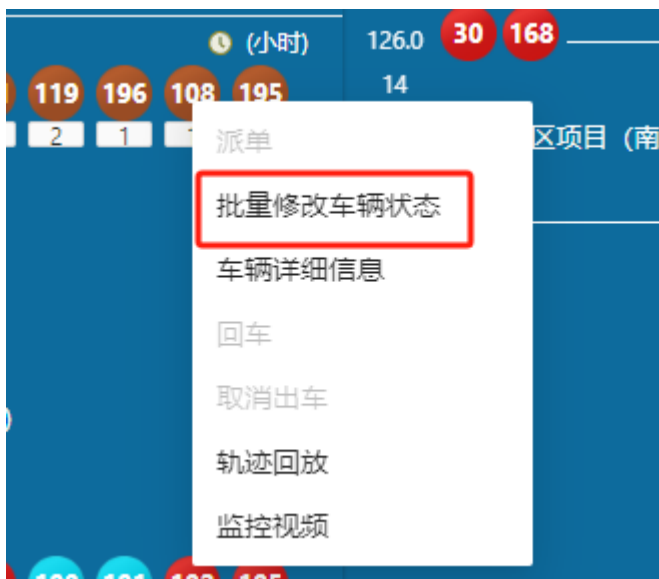 (小时)
126.0 30 168
119 196 108 195
14
2 1
派单
区项目（南
批量修改车辆状态
车辆详细信息
回车
取消出车
轨迹回放
监控视频